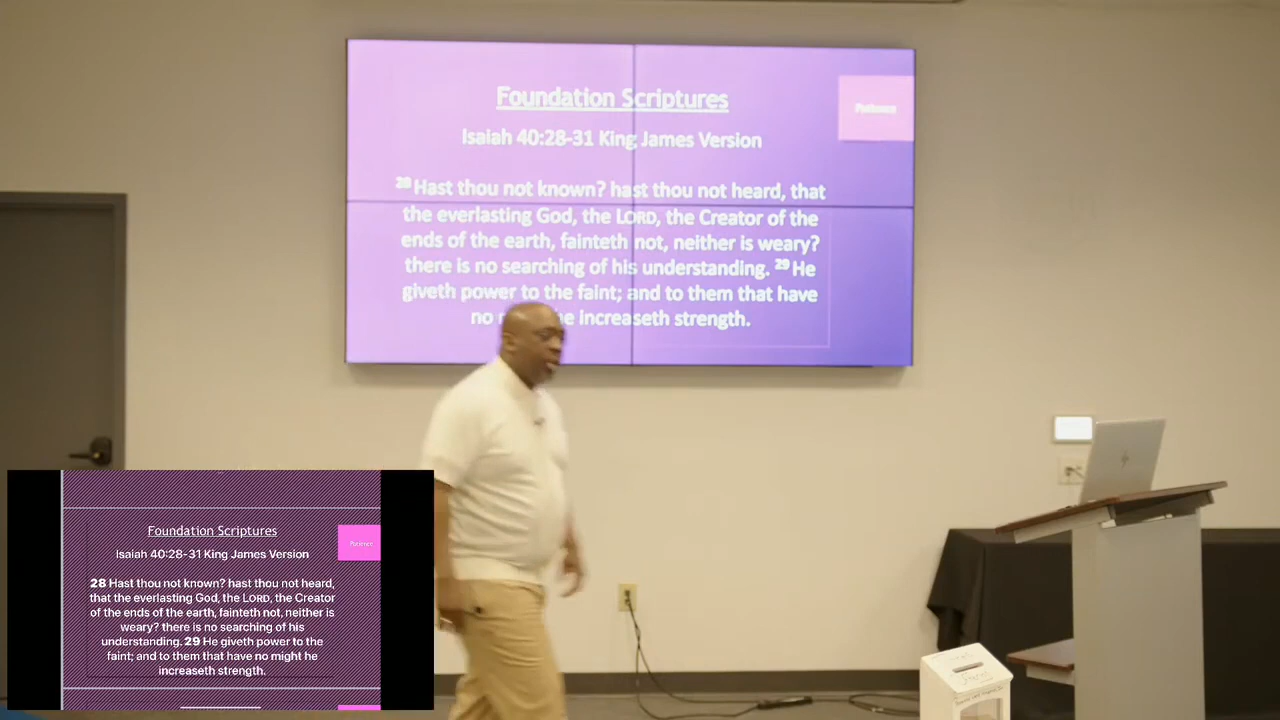 Foundation Scriptures
Patience
Isaiah 40:28-31 King James Version
28 Hast thou not known? hast thou not heard, that
the everlasting God, the LORD, the Creator of the
ends of the earth, fainteth not, neither is weary?
there is no searching of his understanding. 29 He
giveth power to the faint; and to them that have
no he increaseth strength.
Foundation Scriptures
Patience
Isaiah 40:28-31 King James Version
28 Hast thou not known? hast thou not heard,
that the everlasting God, the LORD, the Creator
of the ends of the earth, fainteth not, neither is
weary? there is no searching of his
understanding. 29 He giveth power to the
faint; and to them that have no might he
increaseth strength.